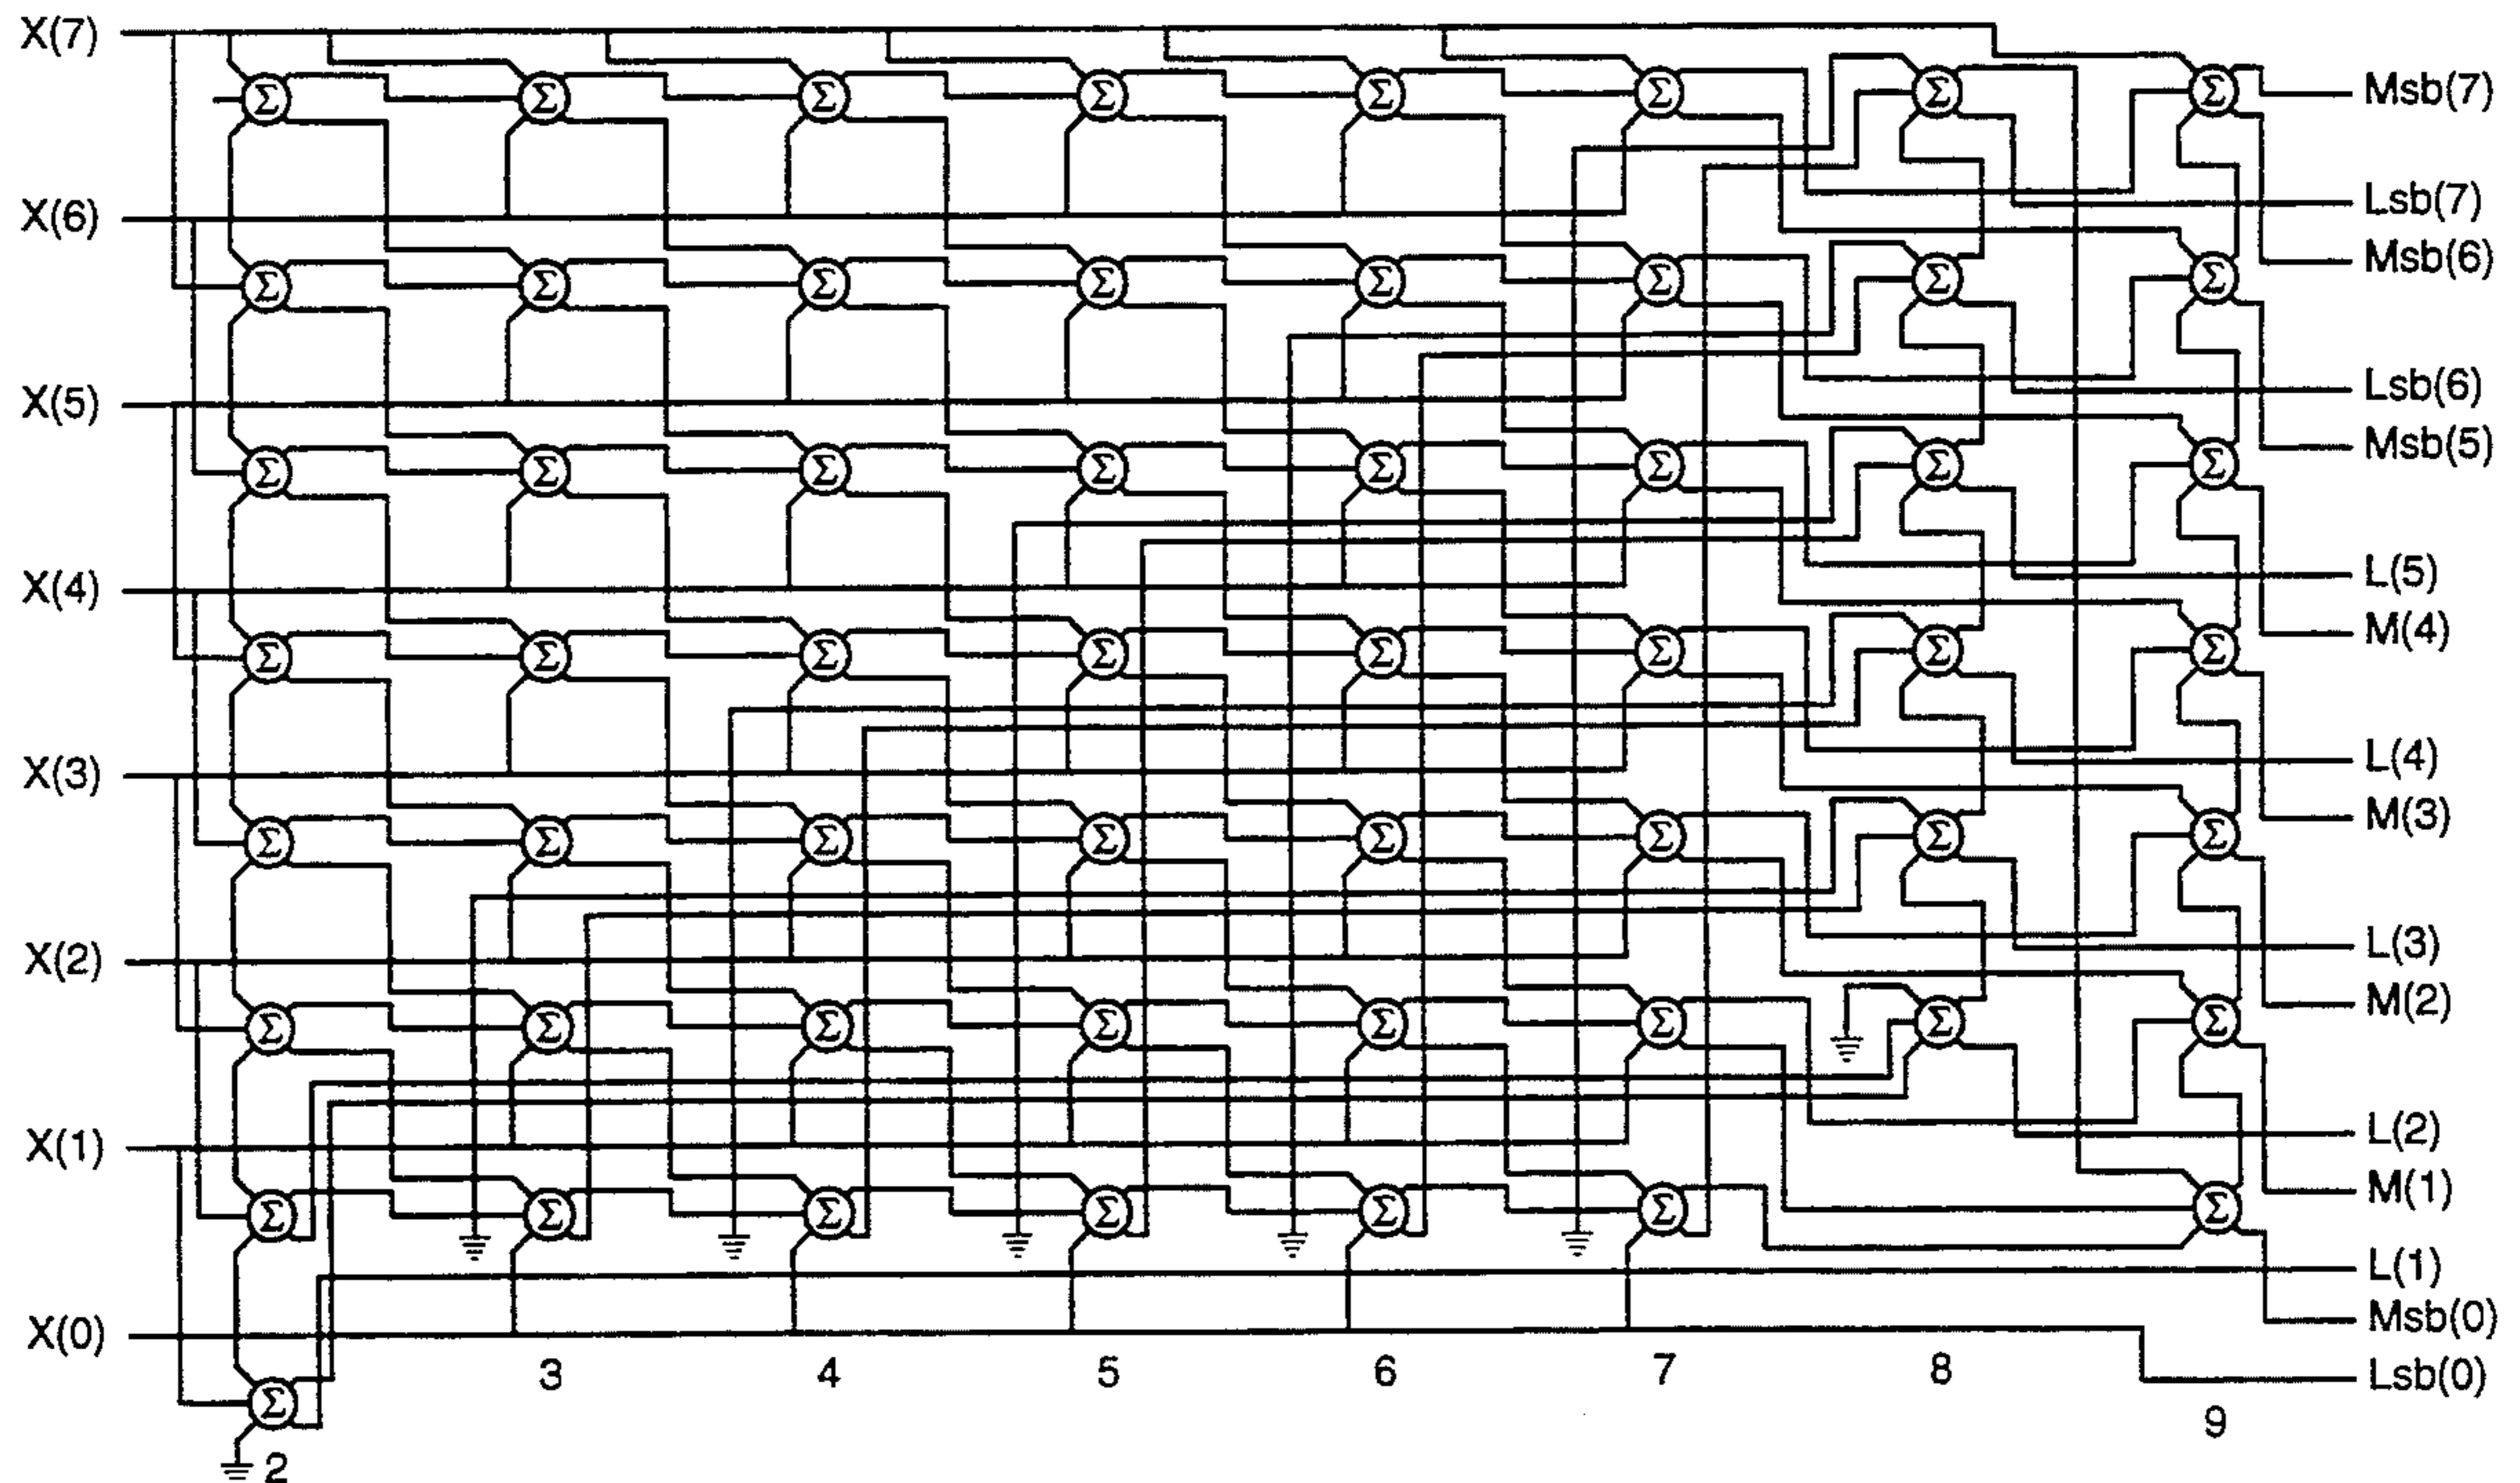 X(7)
X(6)
X(5)
X(4)
X(3)
X(2)
X(1)
X(0)
Σ Σ Σ Σ Σ Σ Σ Σ
Σ Σ Σ Σ Σ Σ Σ Σ
Σ Σ Σ Σ Σ Σ Σ Σ
Σ Σ Σ Σ Σ Σ Σ Σ
Σ Σ Σ Σ Σ Σ Σ Σ
Σ Σ Σ Σ Σ Σ Σ Σ
Σ Σ Σ Σ Σ Σ Σ
Σ
2
3
4
5
6
7
8
9
Msb(7)
Lsb(7)
Msb(6)
Lsb(6)
Msb(5)
L(5)
M(4)
L(4)
M(3)
L(3)
M(2)
L(2)
M(1)
L(1)
Msb(0)
Lsb(0)